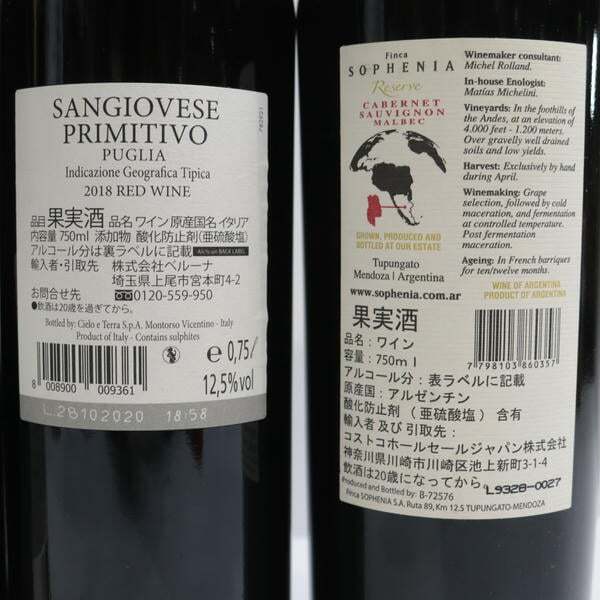 SANGIOVESE
PRIMITIVO
PUGLIA
Indicazione Geografica Tipica
2018 RED WINE
品目果実酒 品名 ワイン 原産国名 イタリア
内容量 750ml 添加物 酸化防止剤(亜硫酸塩)
アルコール分は裏ラベルに記載
輸入者・引取先 株式会社ベルーナ
埼玉県上尾市宮本町4-2
お問合せ先 0120-559-950
●飲酒は20歳を過ぎてから。
Bottled by: Cielo e Terra S.p.A. Montorso Vicentino - Italy
Product of Italy - Contains sulphites
8 008900 009361
e 0,75ℓ
12,5% vol
L.28102020 18:58
Finca
SOPHENIA
Reserve
CABERNET
SAUVIGNON
MALBEC
GROWN, PRODUCED AND
BOTTLED AT OUR ESTATE
Tupungato
Mendoza | Argentina
www.sophenia.com.ar
Winemaker consultant:
Michel Rolland.
In-house Enologist:
Matías Michelini.
Vineyards: In the foothills of
the Andes, at an elevation of
4.000 feet - 1.200 meters.
Over gravelly well drained
soils and low yields.
Harvest: Exclusively by hand
during April.
Winemaking: Grape
selection, followed by cold
maceration, and fermentation
at controlled temperature.
Post fermentation
maceration.
Ageing: In French barriques
for ten/twelve months.
WINE OF ARGENTINA
PRODUCT OF ARGENTINA
7 798103 860357
果実酒
品名：ワイン
容量：750ml
アルコール分：表ラベルに記載
原産国：アルゼンチン
酸化防止剤（亜硫酸塩）含有
輸入者 及び 引取先：
コストコホールセールジャパン株式会社
神奈川県川崎市川崎区池上新町3-1-4
飲酒は20歳になってから。
L9328-0027
Produced and Bottled by: B-72576
Finca SOPHENIA S.A. Ruta 89, Km 12.5 TUPUNGATO-MENDOZA